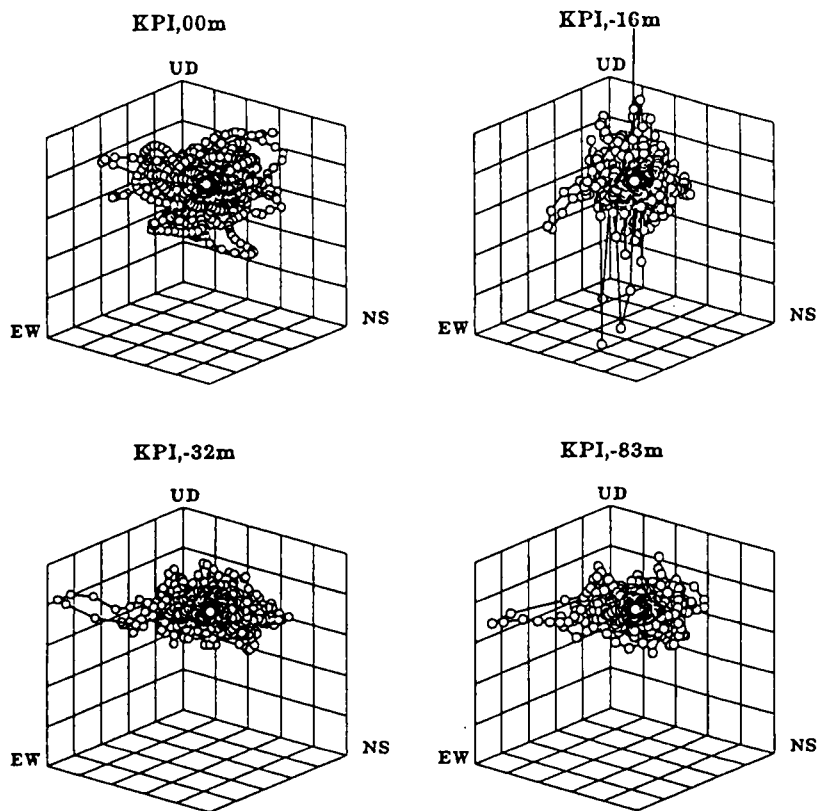 KPI,00m
UD
EW
NS
KPI,-16m
UD
EW
NS
KPI,-32m
UD
EW
NS
KPI,-83m
UD
EW
NS